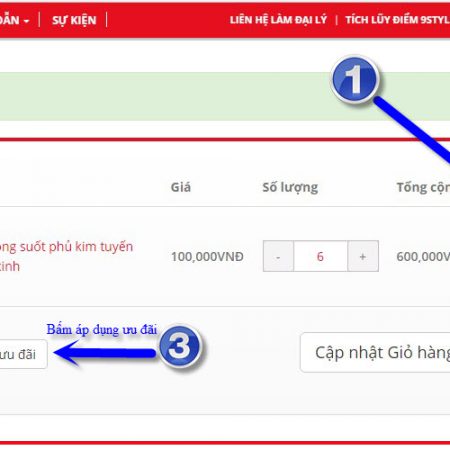 DẪN SỰ KIỆN LIÊN HỆ LÀM ĐẠI LÝ | TÍCH LŨY ĐIỂM 9STYL
1
Giá Số lượng Tổng cộn
ong suốt phủ kim tuyến
kinh
100,000VNĐ - 6 + 600,000V
Bấm áp dụng ưu đãi
ưu đãi 3 Cập nhật Giỏ hàng